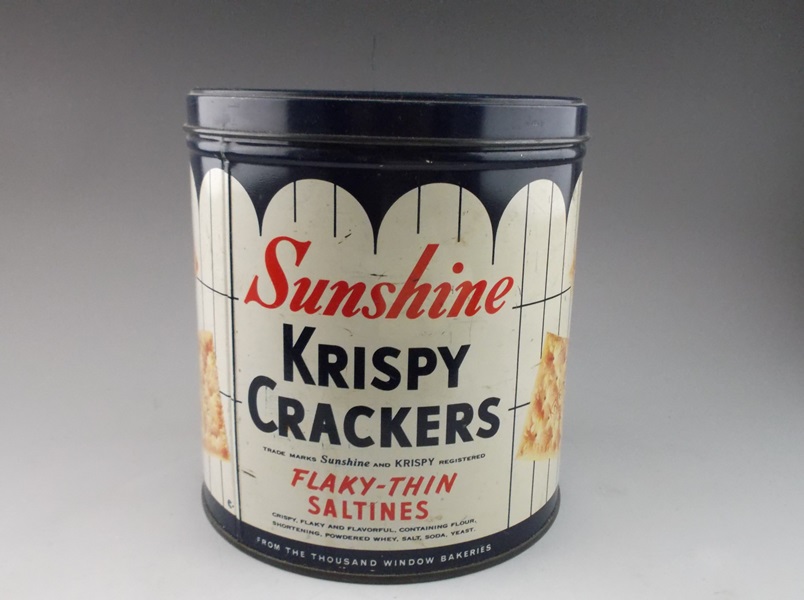 Sunshine
KRISPY
CRACKERS
TRADE MARKS Sunshine AND KRISPY REGISTERED
FLAKY-THIN
SALTINES
CRISPY, FLAKY AND FLAVORFUL, CONTAINING FLOUR,
SHORTENING, POWDERED WHEY, SALT, SODA, YEAST
FROM THE THOUSAND WINDOW BAKERIES